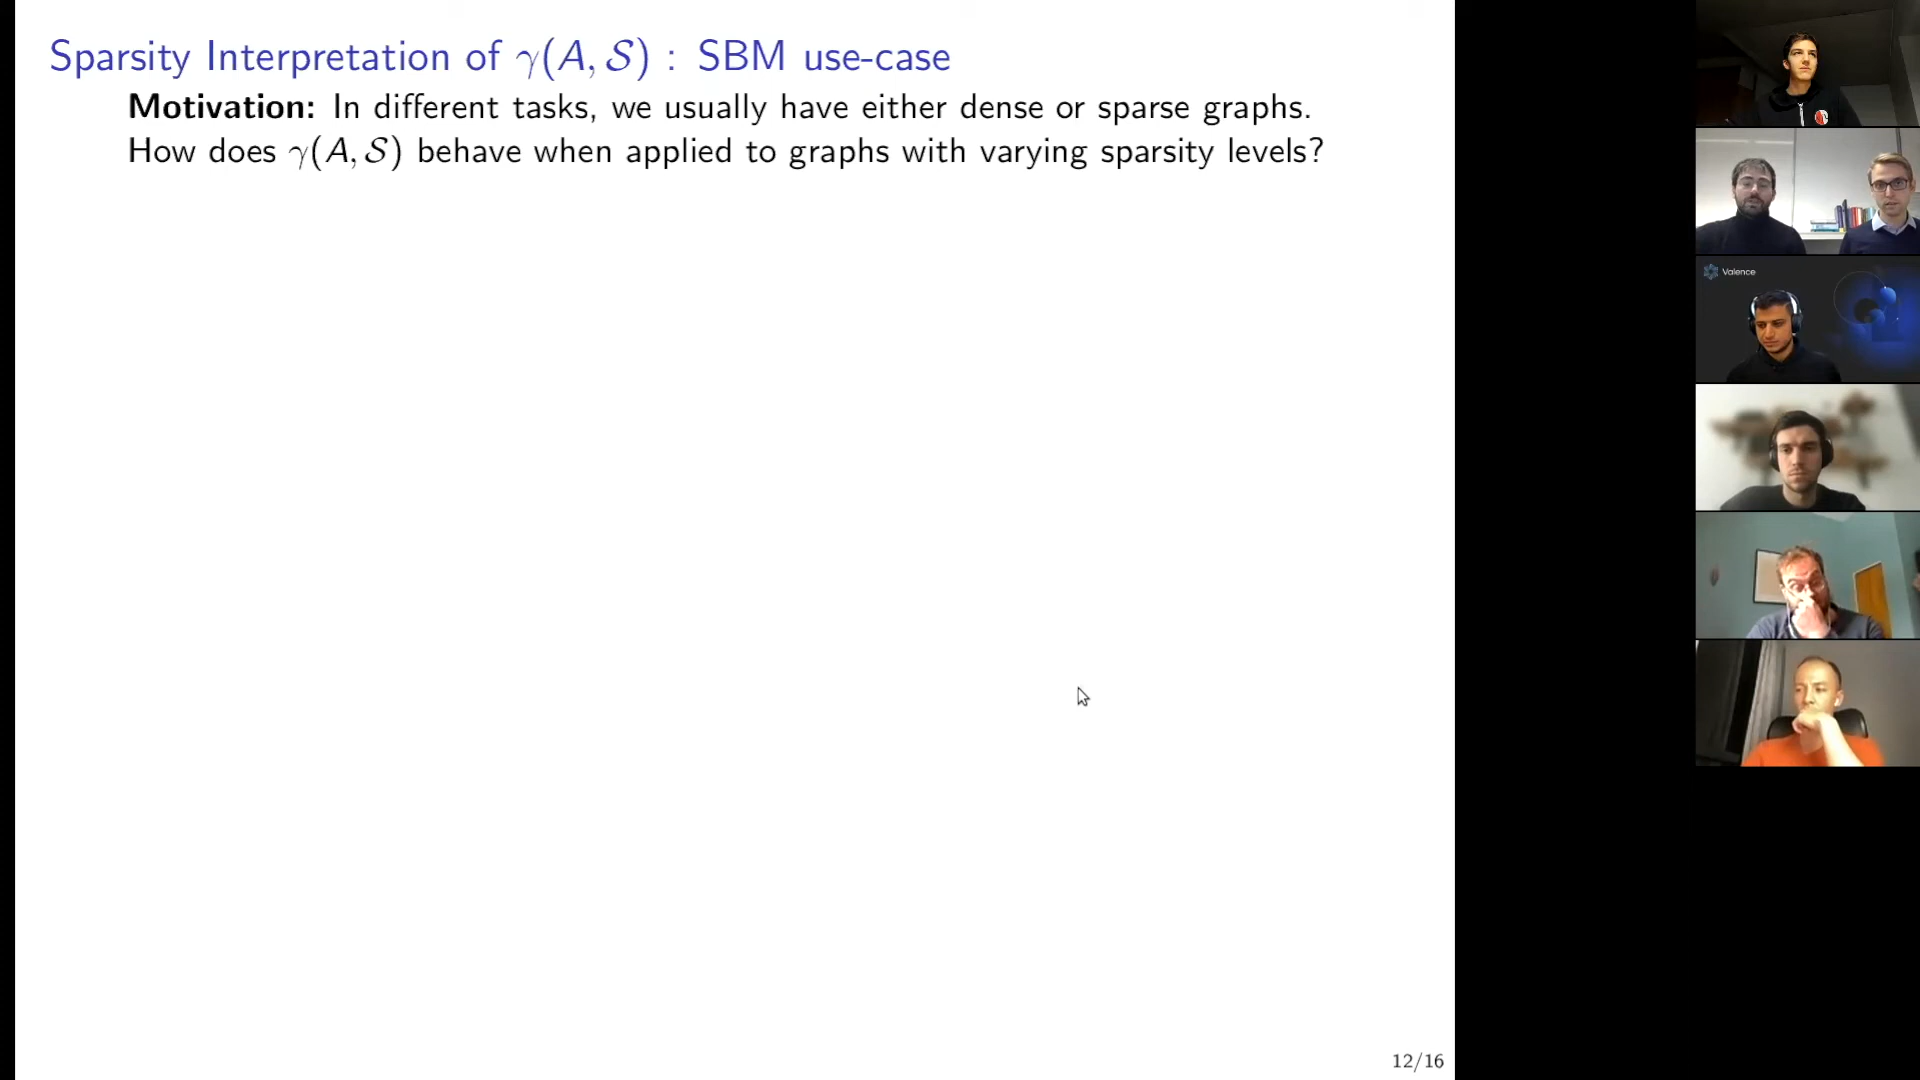 Sparsity Interpretation of γ(A, 𝒮) : SBM use-case
Motivation: In different tasks, we usually have either dense or sparse graphs.
How does γ(A, 𝒮) behave when applied to graphs with varying sparsity levels?
Valence
12/16